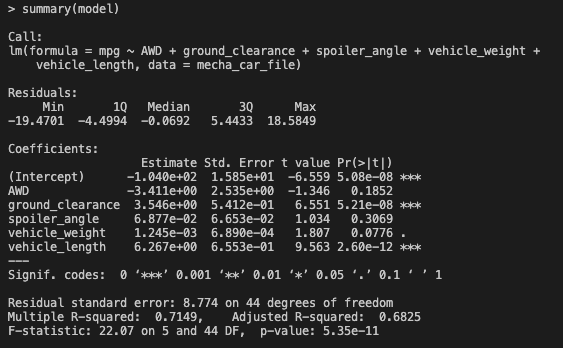 > summary(model)

Call:
lm(formula = mpg ~ AWD + ground_clearance + spoiler_angle + vehicle_weight +
    vehicle_length, data = mecha_car_file)

Residuals:
     Min       1Q   Median       3Q      Max
-19.4701  -4.4994  -0.0692   5.4433  18.5849

Coefficients:
                   Estimate Std. Error t value Pr(>|t|)
(Intercept)      -1.040e+02  1.585e+01  -6.559 5.08e-08 ***
AWD              -3.411e+00  2.535e+00  -1.346   0.1852
ground_clearance  3.546e+00  5.412e-01   6.551 5.21e-08 ***
spoiler_angle     6.877e-02  6.653e-02   1.034   0.3069
vehicle_weight    1.245e-03  6.890e-04   1.807   0.0776 .
vehicle_length    6.267e+00  6.553e-01   9.563 2.60e-12 ***
---
Signif. codes:  0 ‘***’ 0.001 ‘**’ 0.01 ‘*’ 0.05 ‘.’ 0.1 ‘ ’ 1

Residual standard error: 8.774 on 44 degrees of freedom
Multiple R-squared:  0.7149,	Adjusted R-squared:  0.6825
F-statistic: 22.07 on 5 and 44 DF,  p-value: 5.35e-11